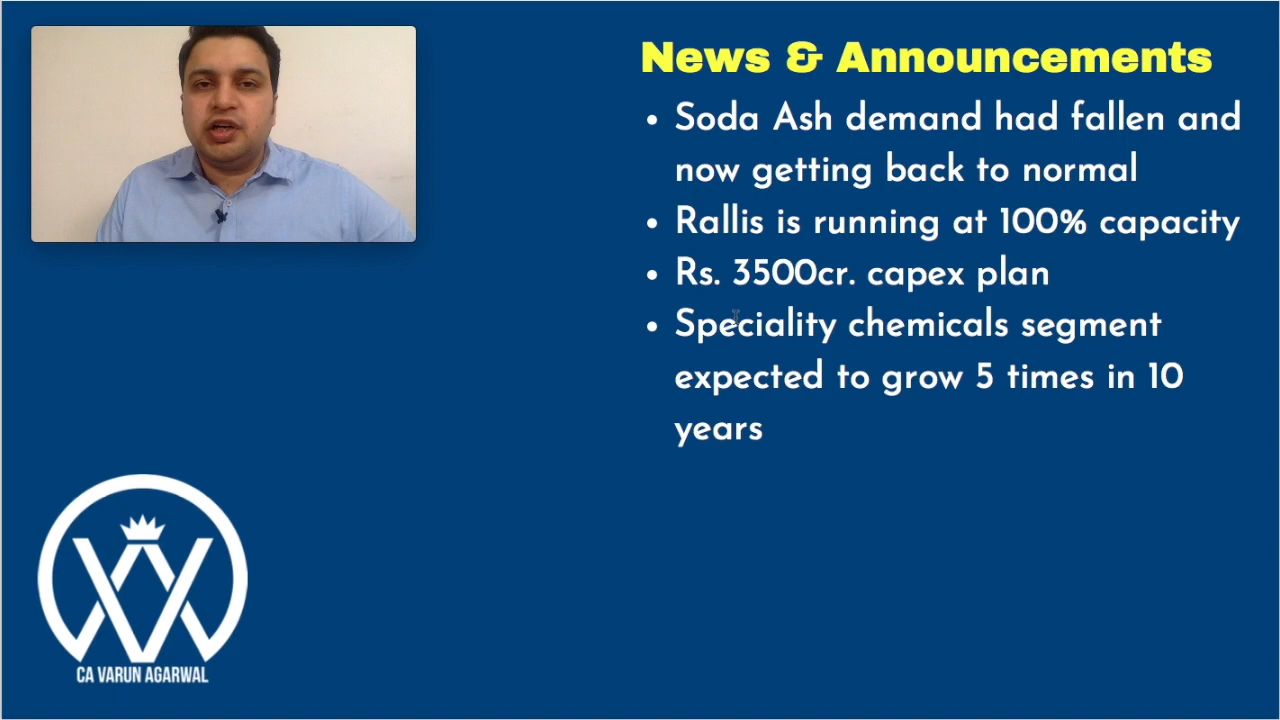 News & Announcements
Soda Ash demand had fallen and
now getting back to normal
Rallis is running at 100% capacity
Rs. 3500cr. capex plan
Speciality chemicals segment
expected to grow 5 times in 10
years
CA VARUN AGARWAL